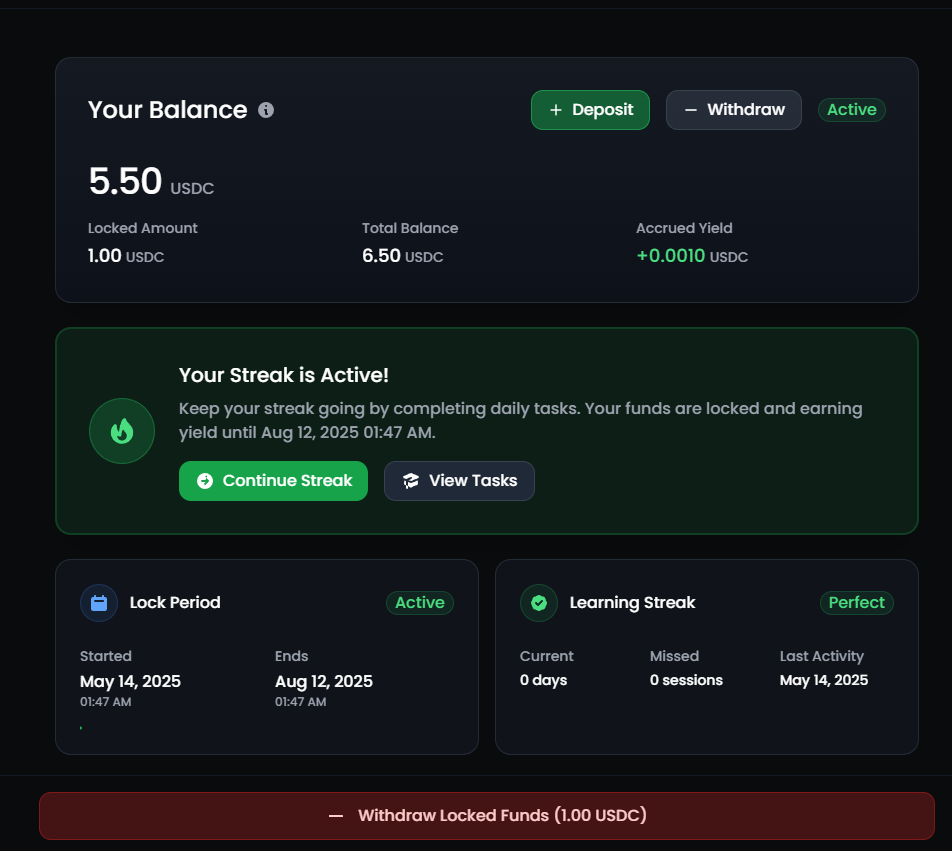 Your Balance
+ Deposit
− Withdraw
Active
5.50 USDC
Locked Amount
Total Balance
Accrued Yield
1.00 USDC
6.50 USDC
+0.0010 USDC
Your Streak is Active!
Keep your streak going by completing daily tasks. Your funds are locked and earning
yield until Aug 12, 2025 01:47 AM.
Continue Streak
View Tasks
Lock Period
Active
Started
Ends
May 14, 2025
Aug 12, 2025
01:47 AM
01:47 AM
Learning Streak
Perfect
Current
Missed
Last Activity
0 days
0 sessions
May 14, 2025
— Withdraw Locked Funds (1.00 USDC)